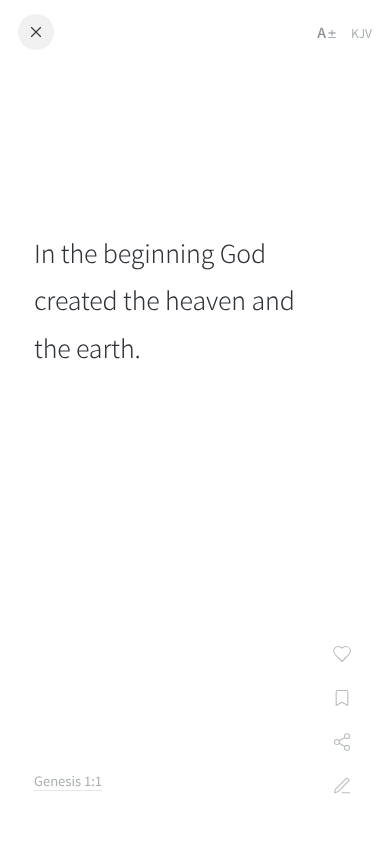 A±
KJV
In the beginning God
created the heaven and
the earth.
Genesis 1:1